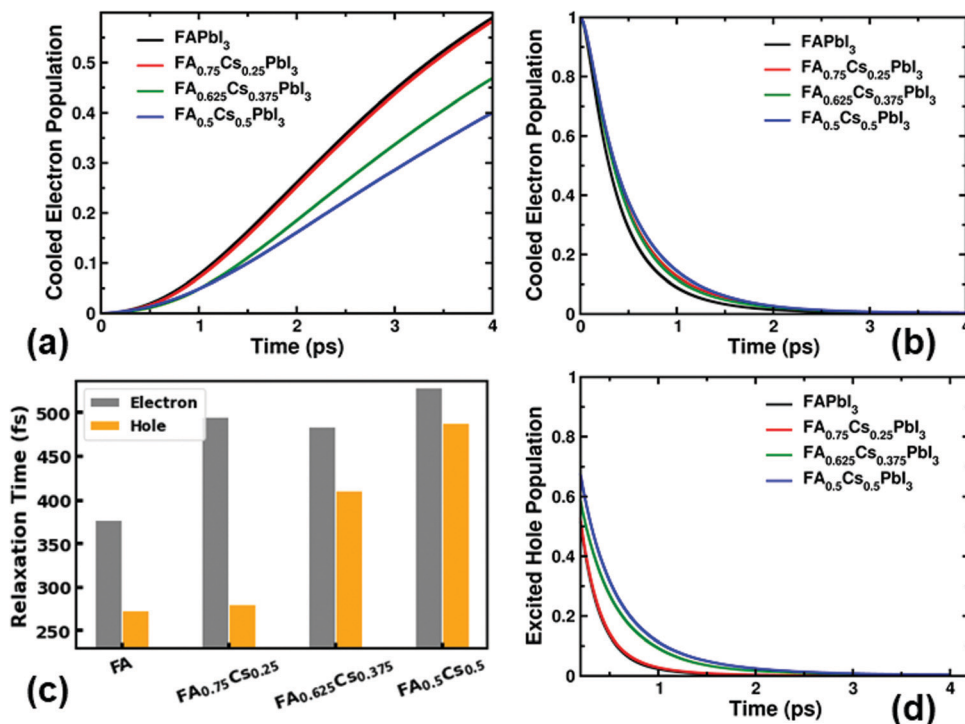 Cooled Electron Population
0.5
0.4
0.3
0.2
0.1
0
FAPbI₃
FA₀.₇₅Cs₀.₂₅PbI₃
FA₀.₆₂₅Cs₀.₃₇₅PbI₃
FA₀.₅Cs₀.₅PbI₃
0 1 2 3 4
Time (ps)
(a)
Cooled Electron Population
1
0.8
0.6
0.4
0.2
0
FAPbI₃
FA₀.₇₅Cs₀.₂₅PbI₃
FA₀.₆₂₅Cs₀.₃₇₅PbI₃
FA₀.₅Cs₀.₅PbI₃
0 1 2 3 4
Time (ps)
(b)
Relaxation Time (fs)
500
450
400
350
300
250
Electron
Hole
FA FA₀.₇₅Cs₀.₂₅ FA₀.₆₂₅Cs₀.₃₇₅ FA₀.₅Cs₀.₅
(c)
Excited Hole Population
1
0.8
0.6
0.4
0.2
0
FAPbI₃
FA₀.₇₅Cs₀.₂₅PbI₃
FA₀.₆₂₅Cs₀.₃₇₅PbI₃
FA₀.₅Cs₀.₅PbI₃
1 2 3 4
Time (ps)
(d)